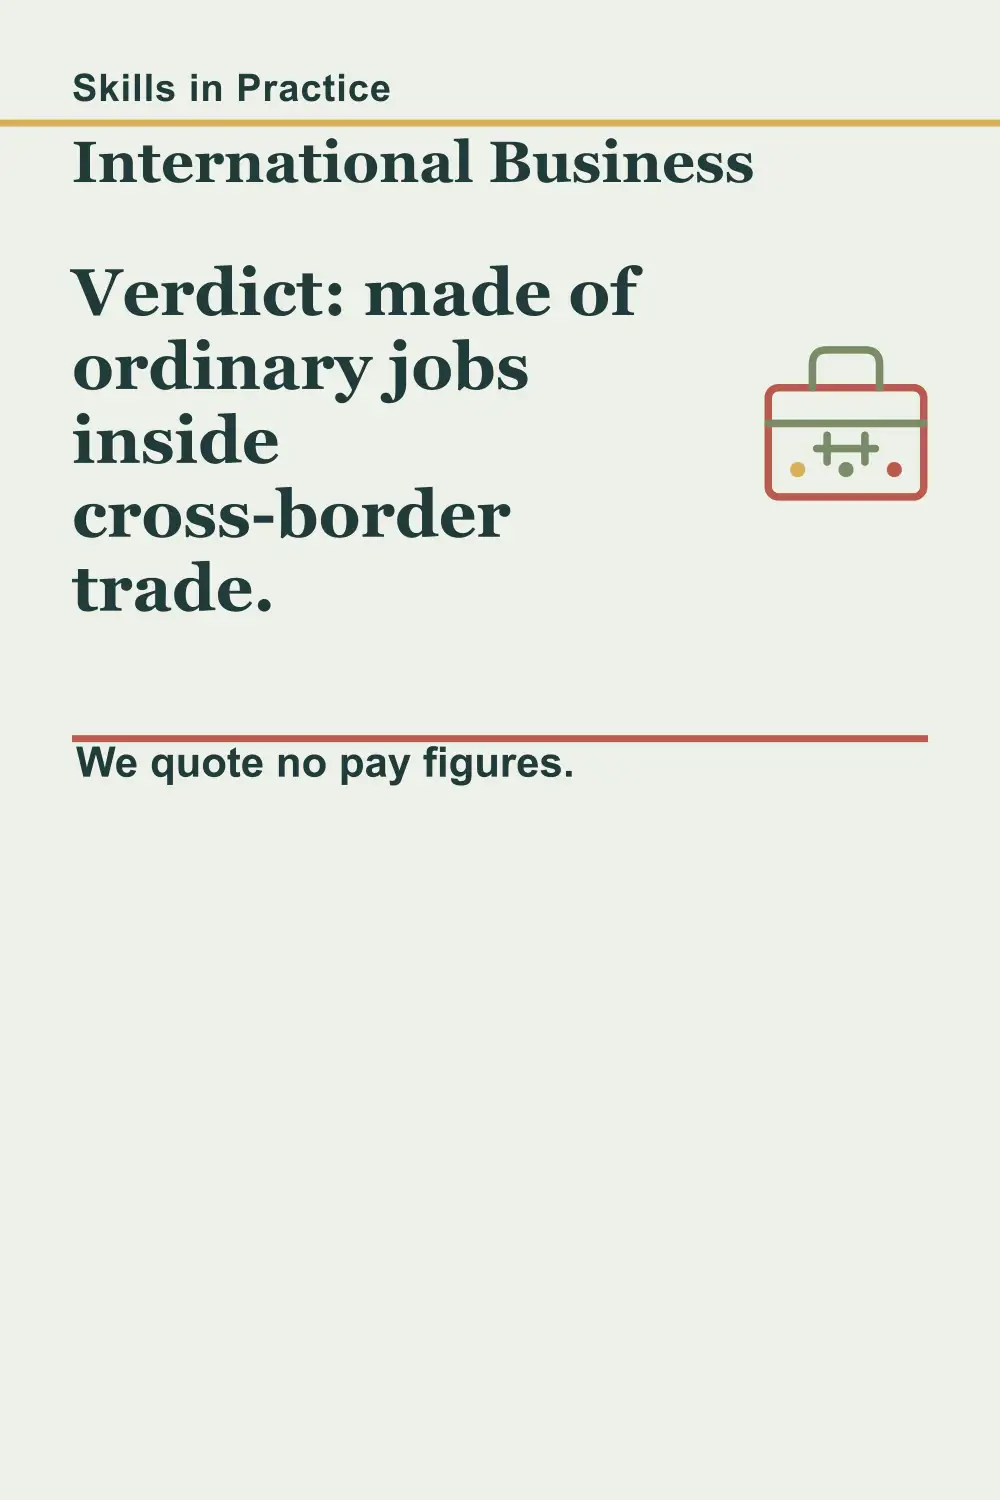 Skills in Practice
International Business
Verdict: made of
ordinary jobs
inside
cross-border
trade.
We quote no pay figures.